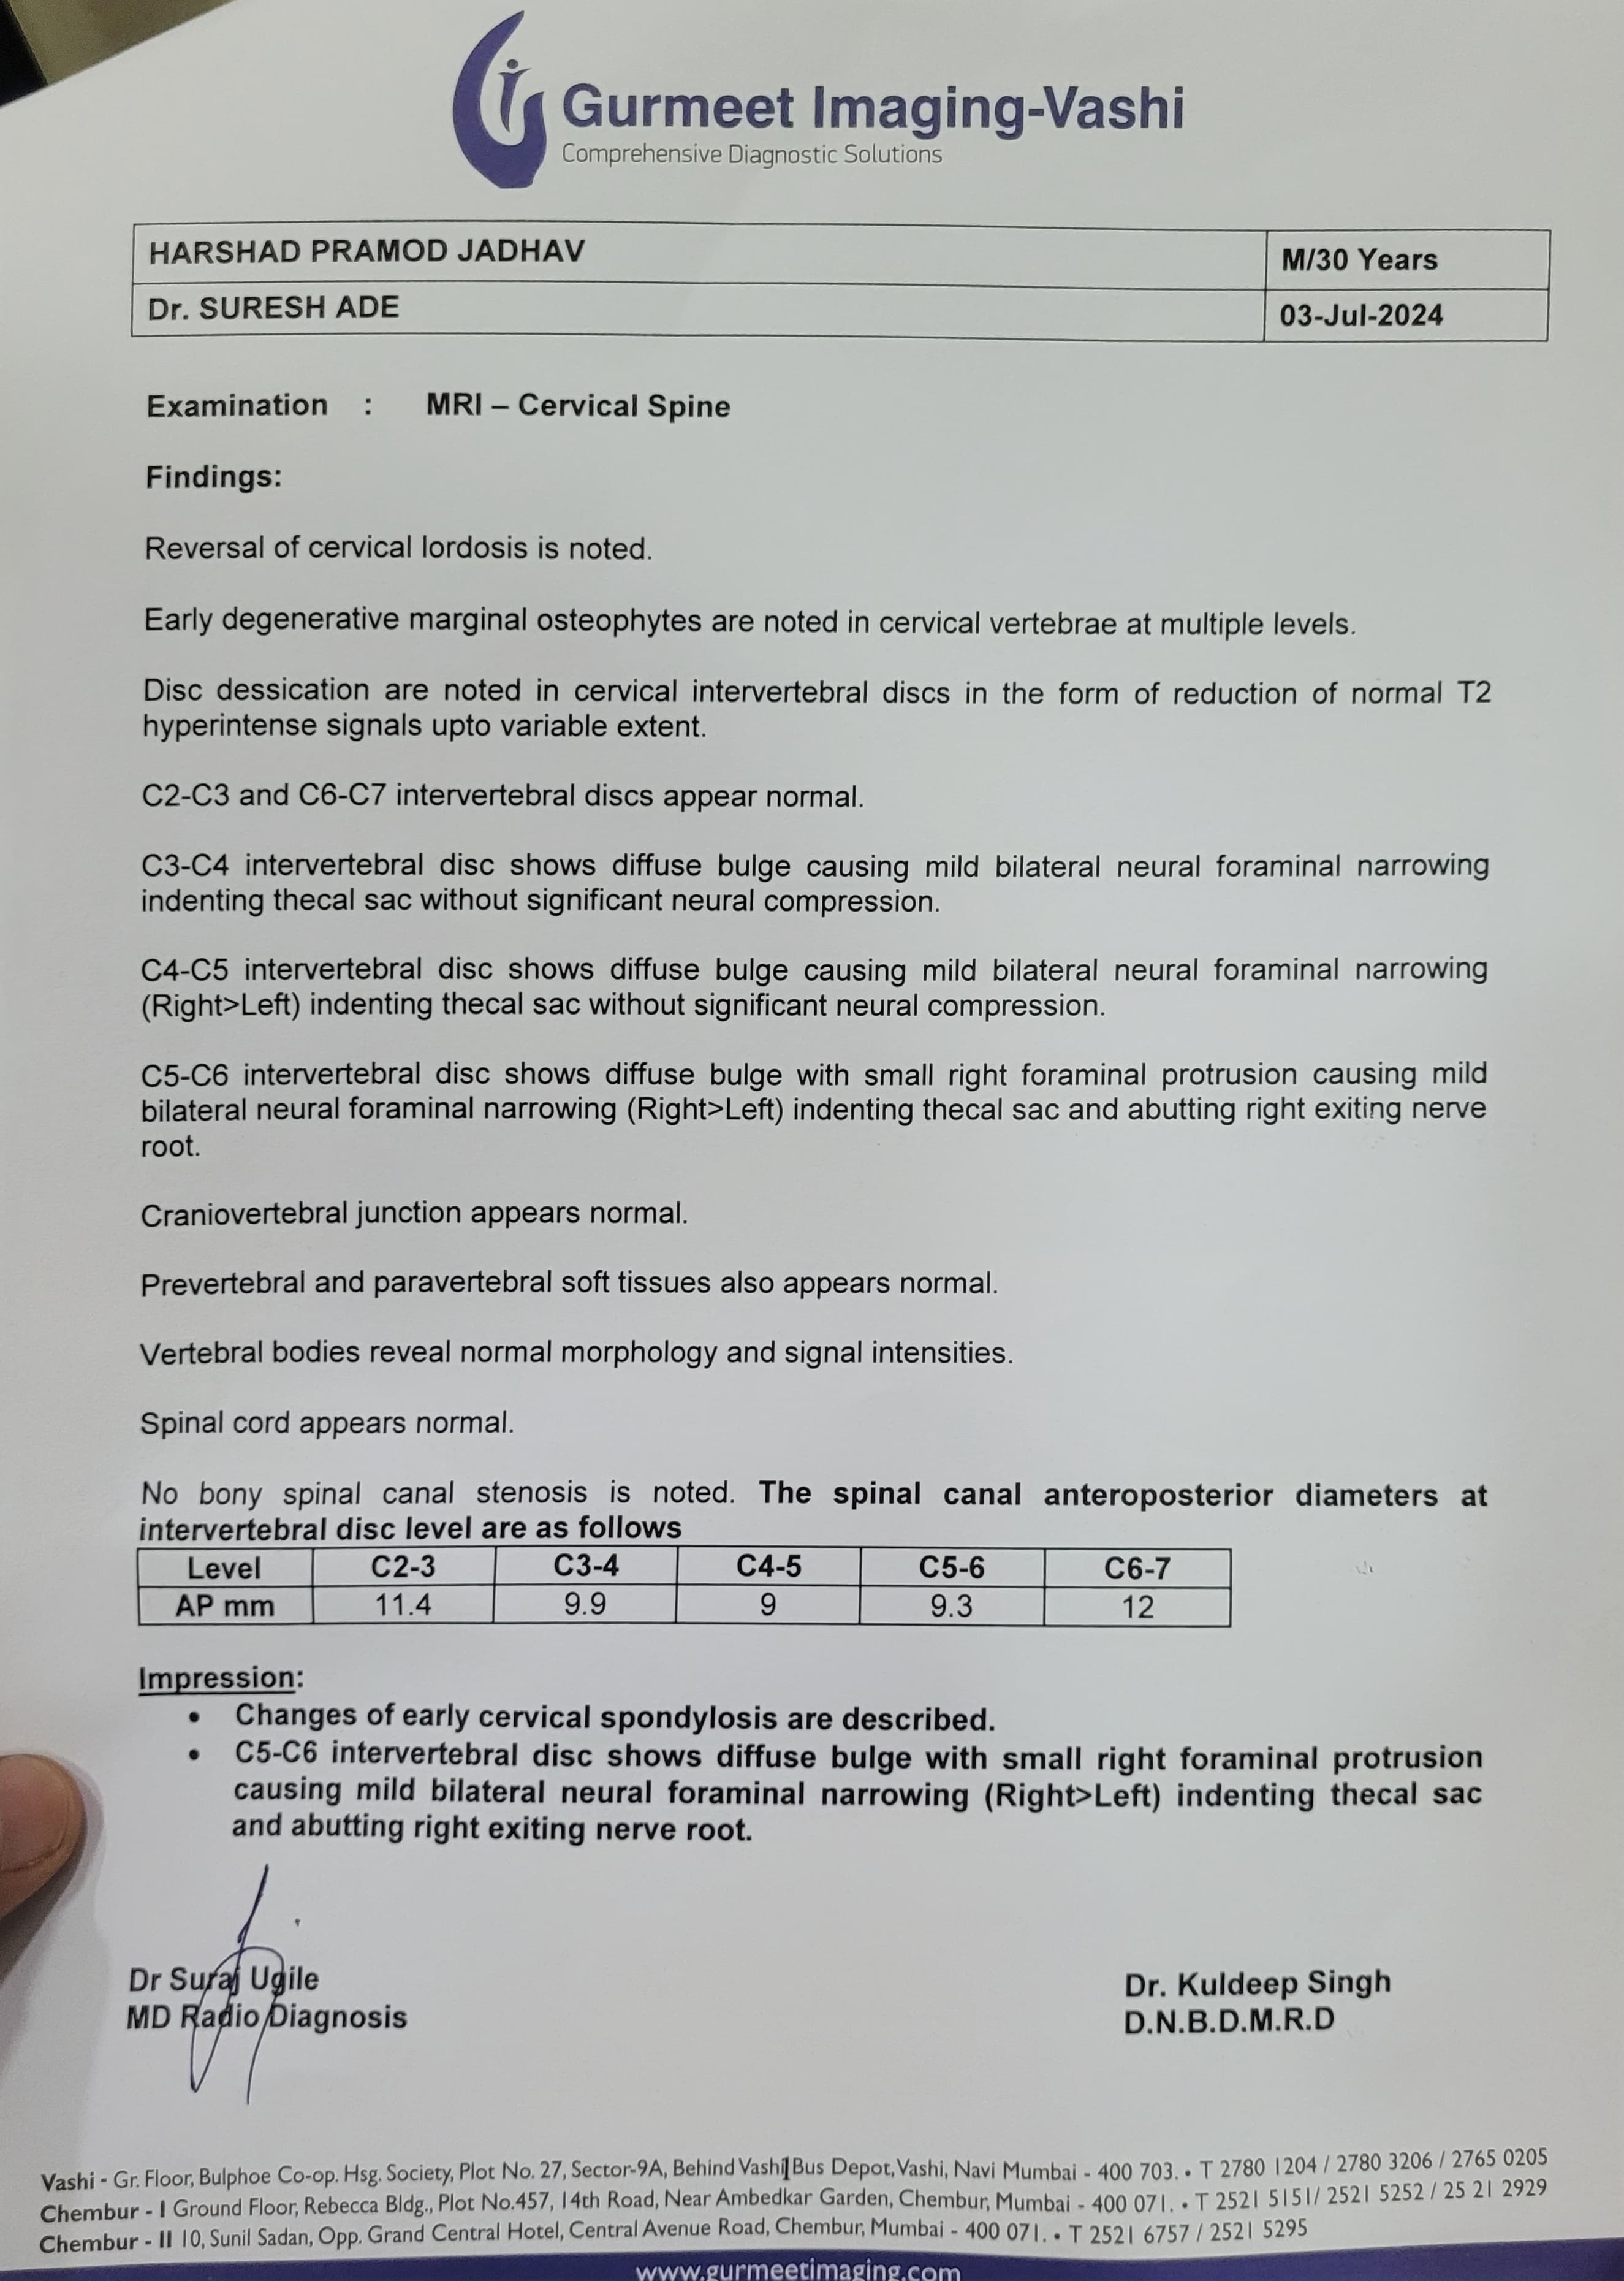 Gurmeet Imaging-Vashi
Comprehensive Diagnostic Solutions
HARSHAD PRAMOD JADHAV M/30 Years
Dr. SURESH ADE 03-Jul-2024
Examination : MRI – Cervical Spine
Findings:
Reversal of cervical lordosis is noted.
Early degenerative marginal osteophytes are noted in cervical vertebrae at multiple levels.
Disc dessication are noted in cervical intervertebral discs in the form of reduction of normal T2
hyperintense signals upto variable extent.
C2-C3 and C6-C7 intervertebral discs appear normal.
C3-C4 intervertebral disc shows diffuse bulge causing mild bilateral neural foraminal narrowing
indenting thecal sac without significant neural compression.
C4-C5 intervertebral disc shows diffuse bulge causing mild bilateral neural foraminal narrowing
(Right>Left) indenting thecal sac without significant neural compression.
C5-C6 intervertebral disc shows diffuse bulge with small right foraminal protrusion causing mild
bilateral neural foraminal narrowing (Right>Left) indenting thecal sac and abutting right exiting nerve
root.
Craniovertebral junction appears normal.
Prevertebral and paravertebral soft tissues also appears normal.
Vertebral bodies reveal normal morphology and signal intensities.
Spinal cord appears normal.
No bony spinal canal stenosis is noted. The spinal canal anteroposterior diameters at
intervertebral disc level are as follows
Level C2-3 C3-4 C4-5 C5-6 C6-7
AP mm 11.4 9.9 9 9.3 12
Impression:
• Changes of early cervical spondylosis are described.
• C5-C6 intervertebral disc shows diffuse bulge with small right foraminal protrusion
causing mild bilateral neural foraminal narrowing (Right>Left) indenting thecal sac
and abutting right exiting nerve root.
Dr Suraj Ugile Dr. Kuldeep Singh
MD Radio Diagnosis D.N.B.D.M.R.D
Vashi - Gr. Floor, Bulphoe Co-op. Hsg. Society, Plot No. 27, Sector-9A, Behind Vashi Bus Depot, Vashi, Navi Mumbai - 400 703. • T 2780 1204 / 2780 3206 / 2765 0205
Chembur - I Ground Floor, Rebecca Bldg., Plot No.457, 14th Road, Near Ambedkar Garden, Chembur, Mumbai - 400 071. • T 2521 5151/ 2521 5252 / 25 21 2929
Chembur - II 10, Sunil Sadan, Opp. Grand Central Hotel, Central Avenue Road, Chembur, Mumbai - 400 071. • T 2521 6757 / 2521 5295
www.gurmeetimaging.com